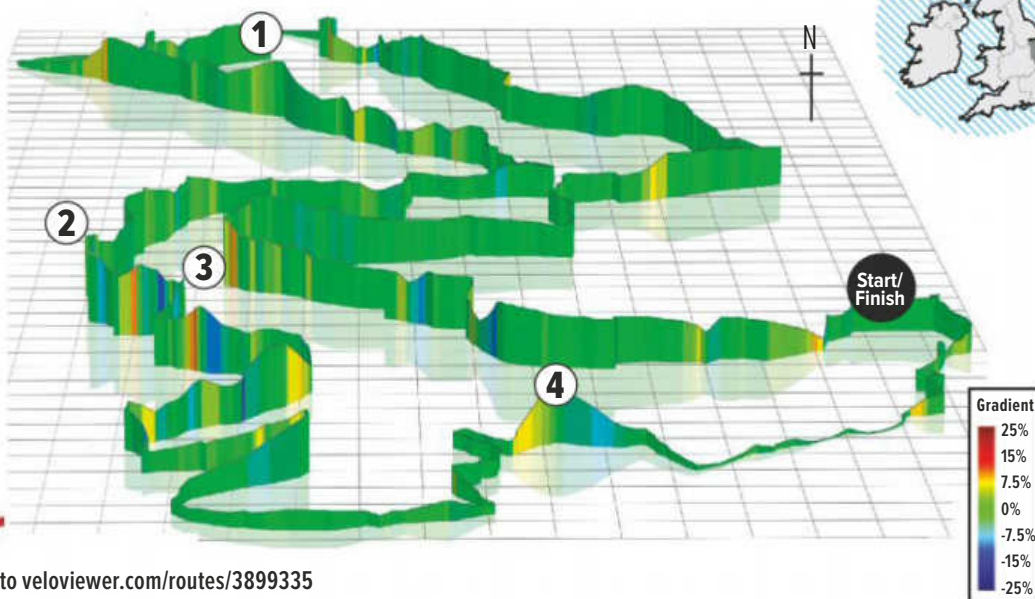 1
N
2
3
Start/
Finish
4
Gradient
25%
15%
7.5%
0%
-7.5%
-15%
-25%
to veloviewer.com/routes/3899335